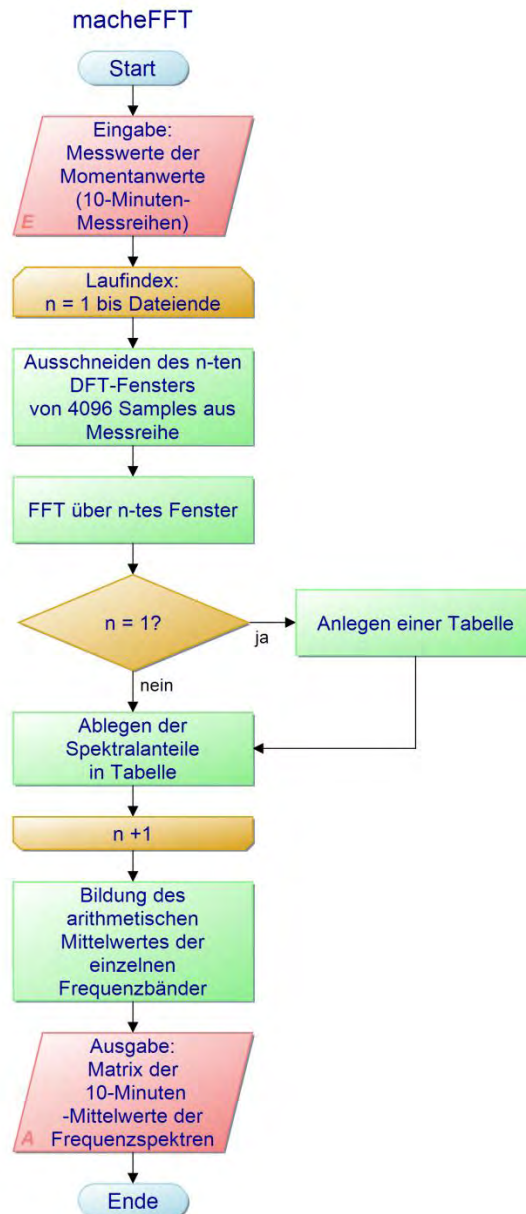 macheFFT
Start
Eingabe:
Messwerte der
Momentanwerte
(10-Minuten-
Messreihen)
E
Laufindex:
n = 1 bis Dateiende
Ausschneiden des n-ten
DFT-Fensters
von 4096 Samples aus
Messreihe
FFT über n-tes Fenster
n = 1?
ja
Anlegen einer Tabelle
nein
Ablegen der
Spektralanteile
in Tabelle
n +1
Bildung des
arithmetischen
Mittelwertes der
einzelnen
Frequenzbänder
Ausgabe:
Matrix der
10-Minuten
-Mittelwerte der
Frequenzspektren
A
Ende